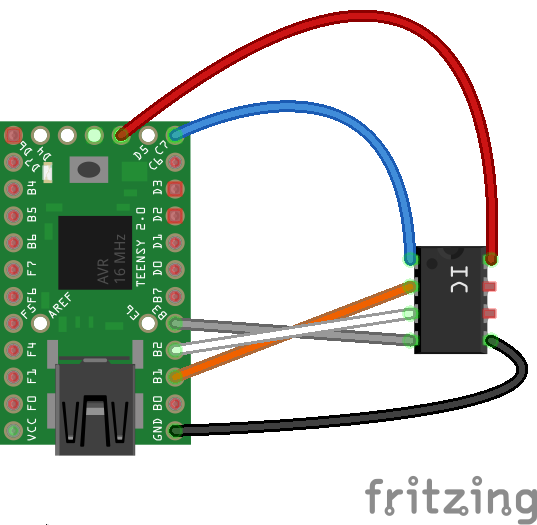 D6 D4 D5 C7
D7 C6
B4 D3
B5 D2
B6 D1
F7 D0
F6 B7
F5 AREF E6 B3
F4 B2
F1 B1
F0 B0
VCC GND
AVR
16 MHz
TEENSY 2.0
IC
fritzing